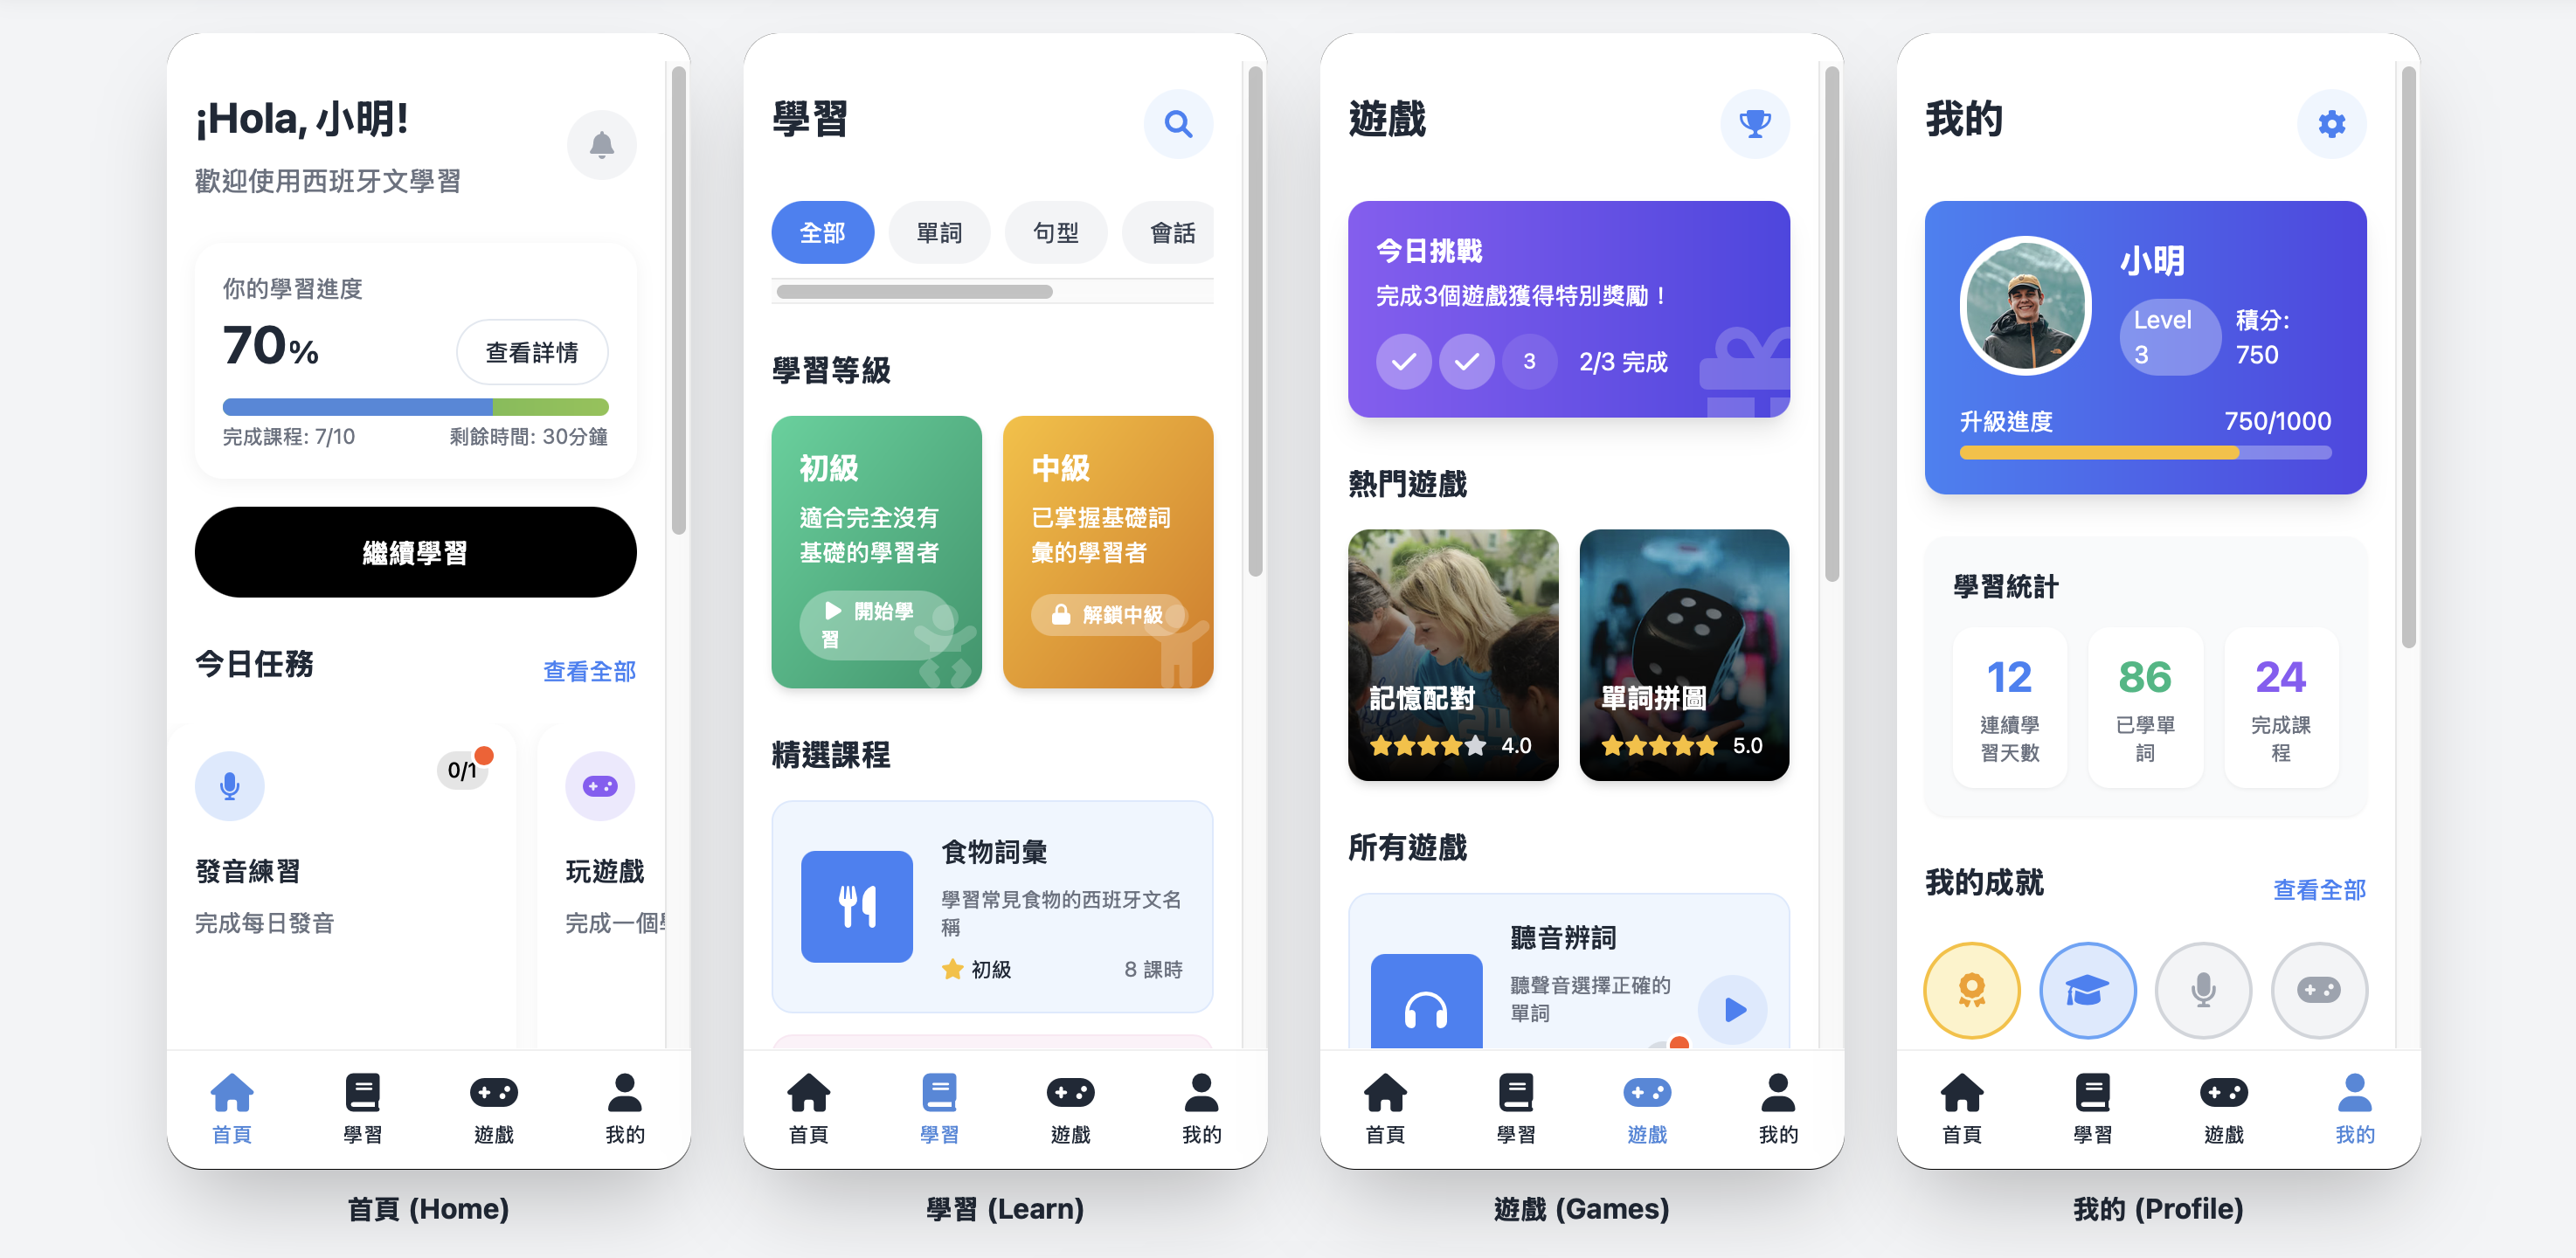 ¡Hola, 小明!
歡迎使用西班牙文學習
你的學習進度
70%
查看詳情
完成課程: 7/10
剩餘時間: 30分鐘
繼續學習
今日任務
查看全部
0/1
發音練習
完成每日發音
玩遊戲
完成一個
首頁
學習
遊戲
我的
首頁 (Home)
學習
全部
單詞
句型
會話
學習等級
初級
適合完全沒有
基礎的學習者
開始學
習
中級
已掌握基礎詞
彙的學習者
解鎖中級
精選課程
食物詞彙
學習常見食物的西班牙文名
稱
初級
8 課時
首頁
學習
遊戲
我的
學習 (Learn)
遊戲
今日挑戰
完成3個遊戲獲得特別獎勵！
3
2/3 完成
熱門遊戲
記憶配對
4.0
單詞拼圖
5.0
所有遊戲
聽音辨詞
聽聲音選擇正確的
單詞
首頁
學習
遊戲
我的
遊戲 (Games)
我的
小明
Level
3
積分:
750
升級進度
750/1000
學習統計
12
連續學
習天數
86
已學單
詞
24
完成課
程
我的成就
查看全部
首頁
學習
遊戲
我的
我的 (Profile)